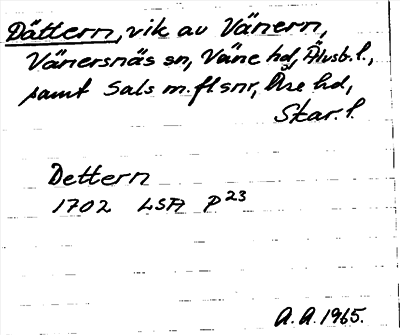 Dättern, vik av Vänern,
Vänersnäs sn, Väne hd, Älvsb. l.,
samt Sals m. fl snr, Åse hd,
Skar. l.
Dettern
1702 LSA P23
A. A. 1965.